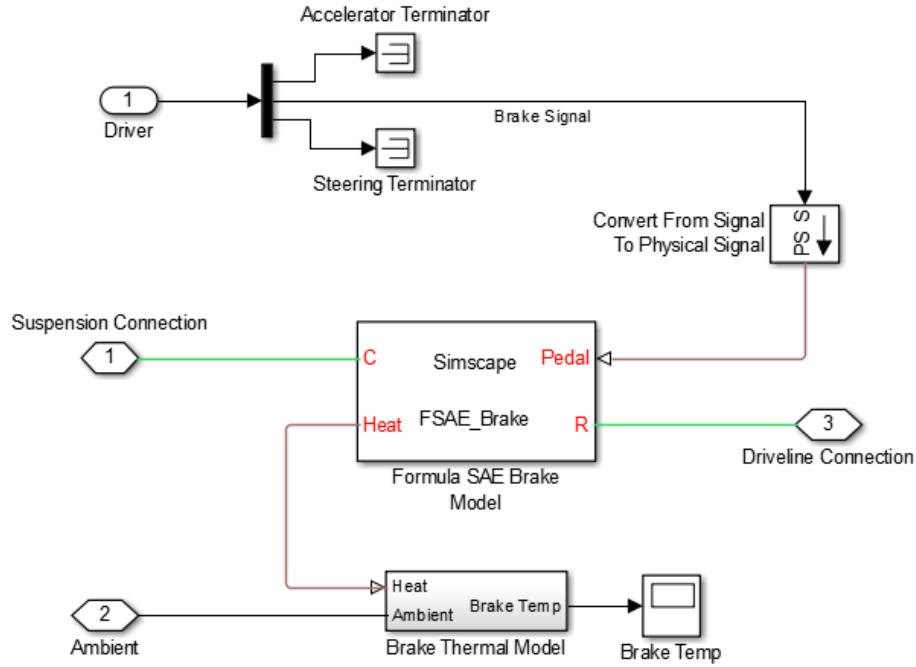 Accelerator Terminator
1
Driver
Brake Signal
Steering Terminator
Convert From Signal
To Physical Signal
PS S
Suspension Connection
1
C
Simscape
Pedal
Heat
FSAE_Brake
R
3
Driveline Connection
Formula SAE Brake
Model
Heat
2
Ambient
Brake Temp
Ambient
Brake Thermal Model
Brake Temp